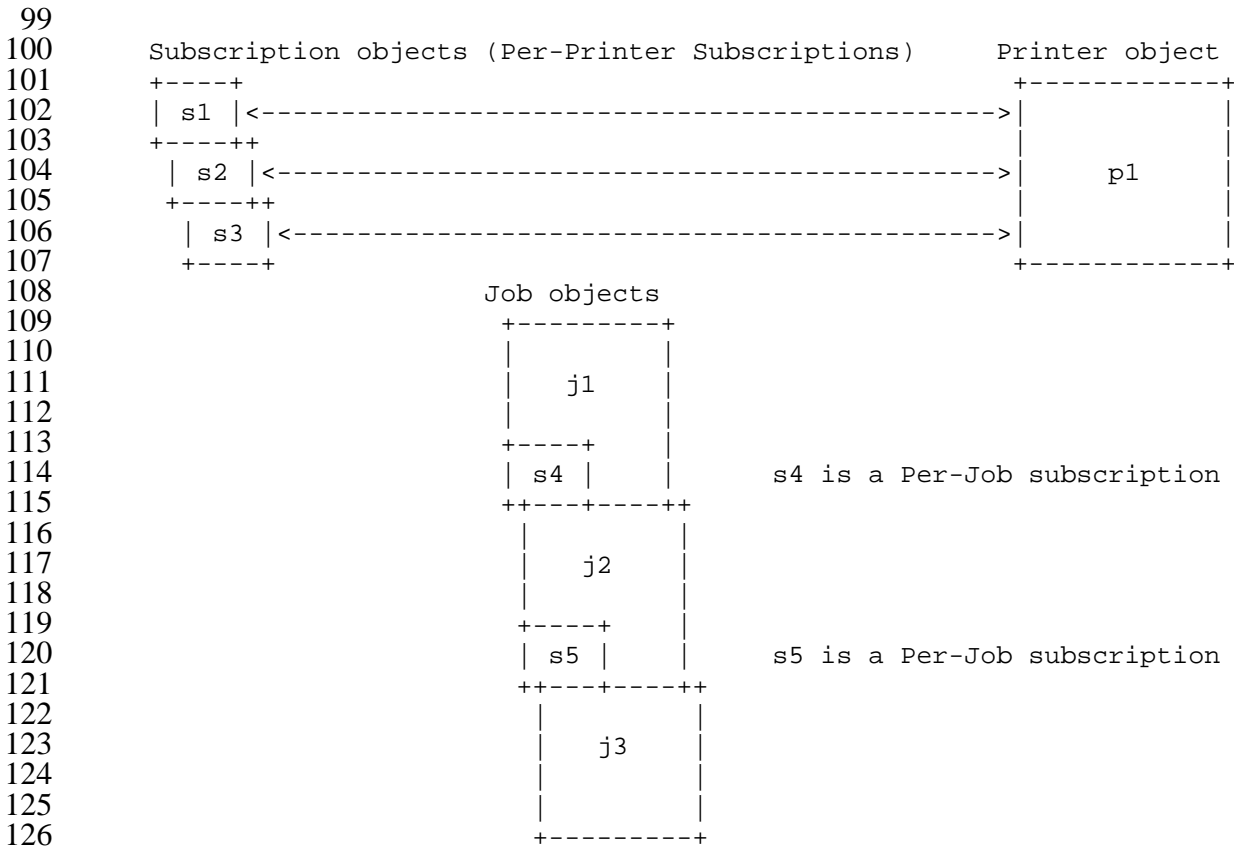 99
100 Subscription objects (Per-Printer Subscriptions) Printer object
101 +----+ +------------+
102 | s1 |<---------------------------------------------->| |
103 +----++ | |
104 | s2 |<--------------------------------------------->| p1 |
105 +----++ | |
106 | s3 |<-------------------------------------------->| |
107 +----+ +------------+
108 Job objects
109 +---------+
110 | |
111 | j1 |
112 | |
113 +----+ |
114 | s4 | | s4 is a Per-Job subscription
115 ++---+----++
116 | |
117 | j2 |
118 | |
119 +----+ |
120 | s5 | | s5 is a Per-Job subscription
121 ++---+----++
122 | |
123 | j3 |
124 | |
125 | |
126 +---------+